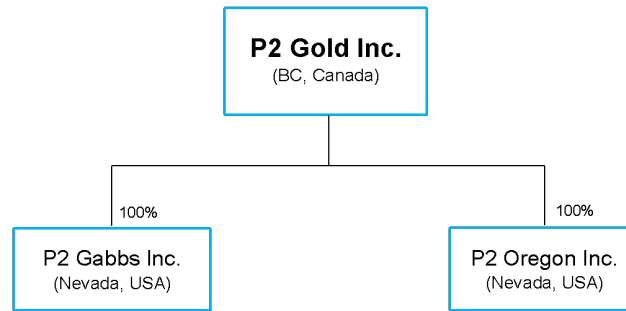 P2 Gold Inc.
(BC, Canada)
100%
100%
P2 Gabbs Inc.
(Nevada, USA)
P2 Oregon Inc.
(Nevada, USA)